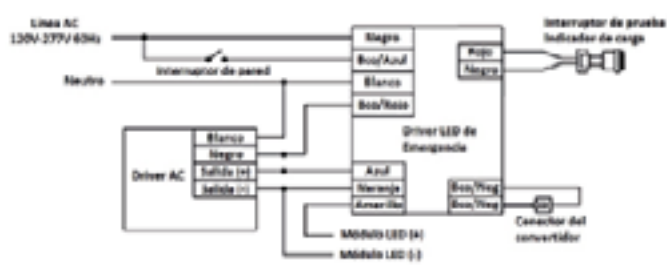 Línea AC
120V-277V 60Hz
Interruptor de pared
Neutro
Negro
Bco/Azul
Blanco
Bco/Rojo
Driver LED de
Emergencia
Rojo
Negro
Interruptor de prueba
Indicador de carga
Driver AC
Blanco
Negro
Salida (+)
Salida (-)
Azul
Naranja
Amarillo
Bco/Neg
Bco/Neg
Conector del
convertidor
Módulo LED (+)
Módulo LED (-)